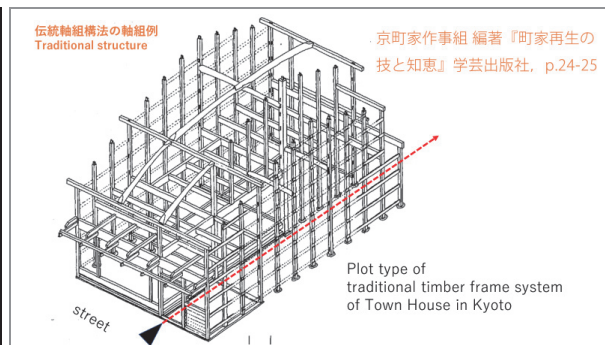 伝統軸組構法の軸組例
Traditional structure
京町家作事組 編著『町家再生の
技と知恵』学芸出版社，p.24-25
Plot type of
traditional timber frame system
of Town House in Kyoto
street